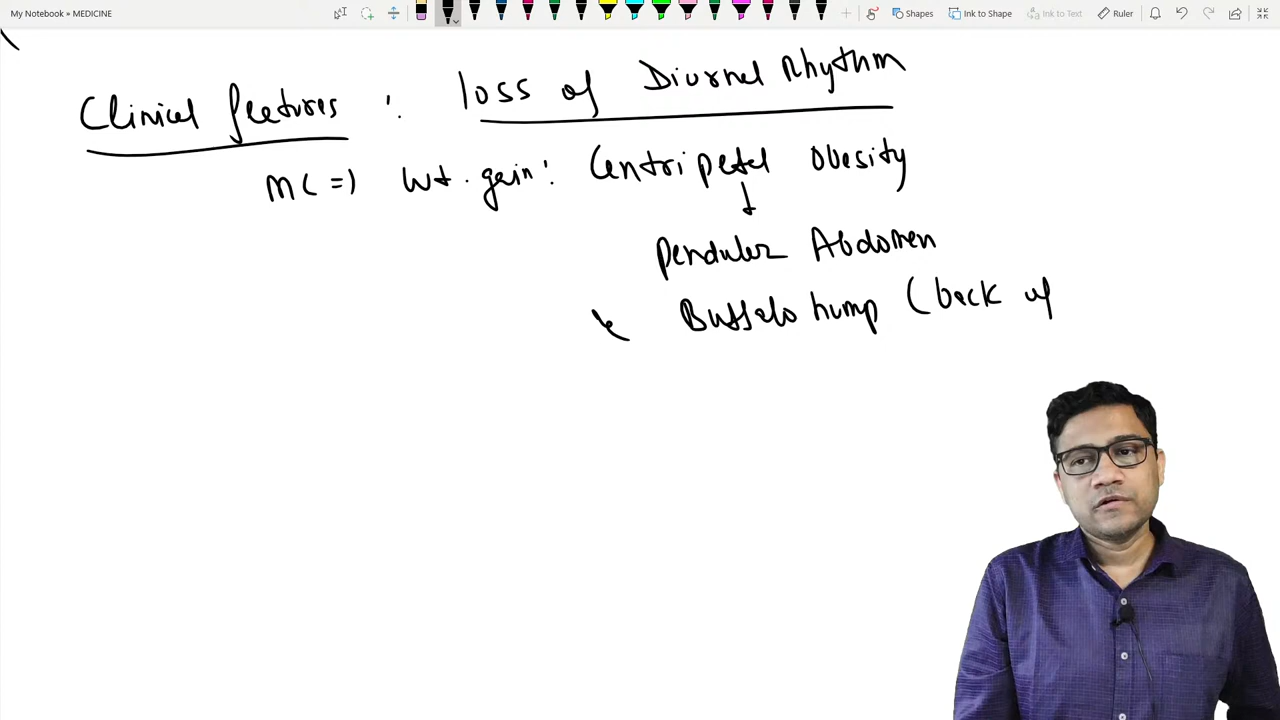 My Notebook » MEDICINE
Shapes Ink to Shape Ink to Text Ruler
Clinical features : loss of Diurnal Rhythm
MC => Wt. gain : Centripetal Obesity
Pendular Abdomen
Buffalo hump (back of